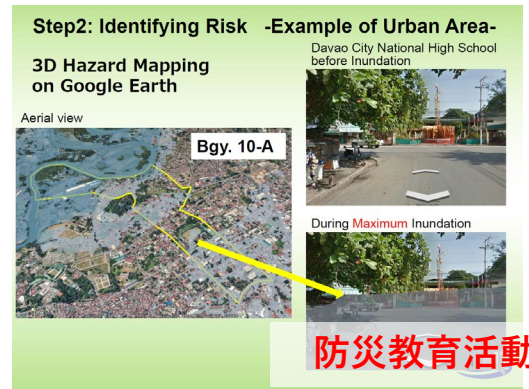 Step2: Identifying Risk -Example of Urban Area-
3D Hazard Mapping
on Google Earth
Aerial view
Bgy. 10-A
Davao City National High School
before Inundation
During Maximum Inundation
防災教育活動